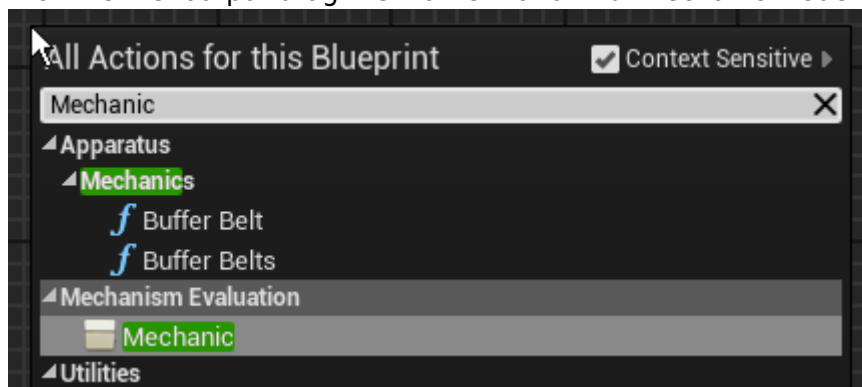 All Actions for this Blueprint Context Sensitive
Mechanic
Apparatus
Mechanics
f Buffer Belt
f Buffer Belts
Mechanism Evaluation
Mechanic
Utilities